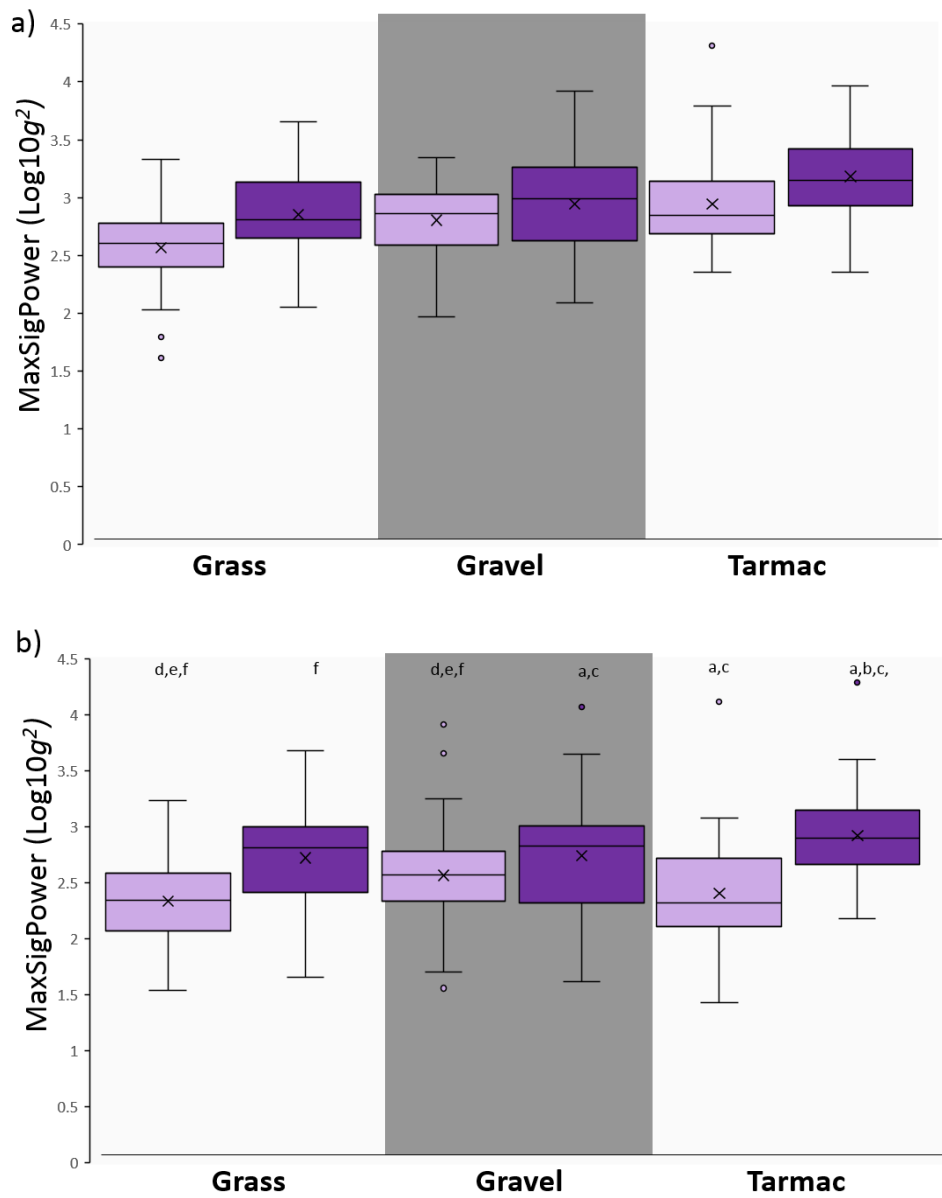 a)
MaxSigPower (Log10g²)
4.5
4
3.5
3
2.5
2
1.5
1
0.5
0
Grass Gravel Tarmac
b)
MaxSigPower (Log10g²)
4.5
4
3.5
3
2.5
2
1.5
1
0.5
0
d,e,f f d,e,f a,c a,c a,b,c,
Grass Gravel Tarmac